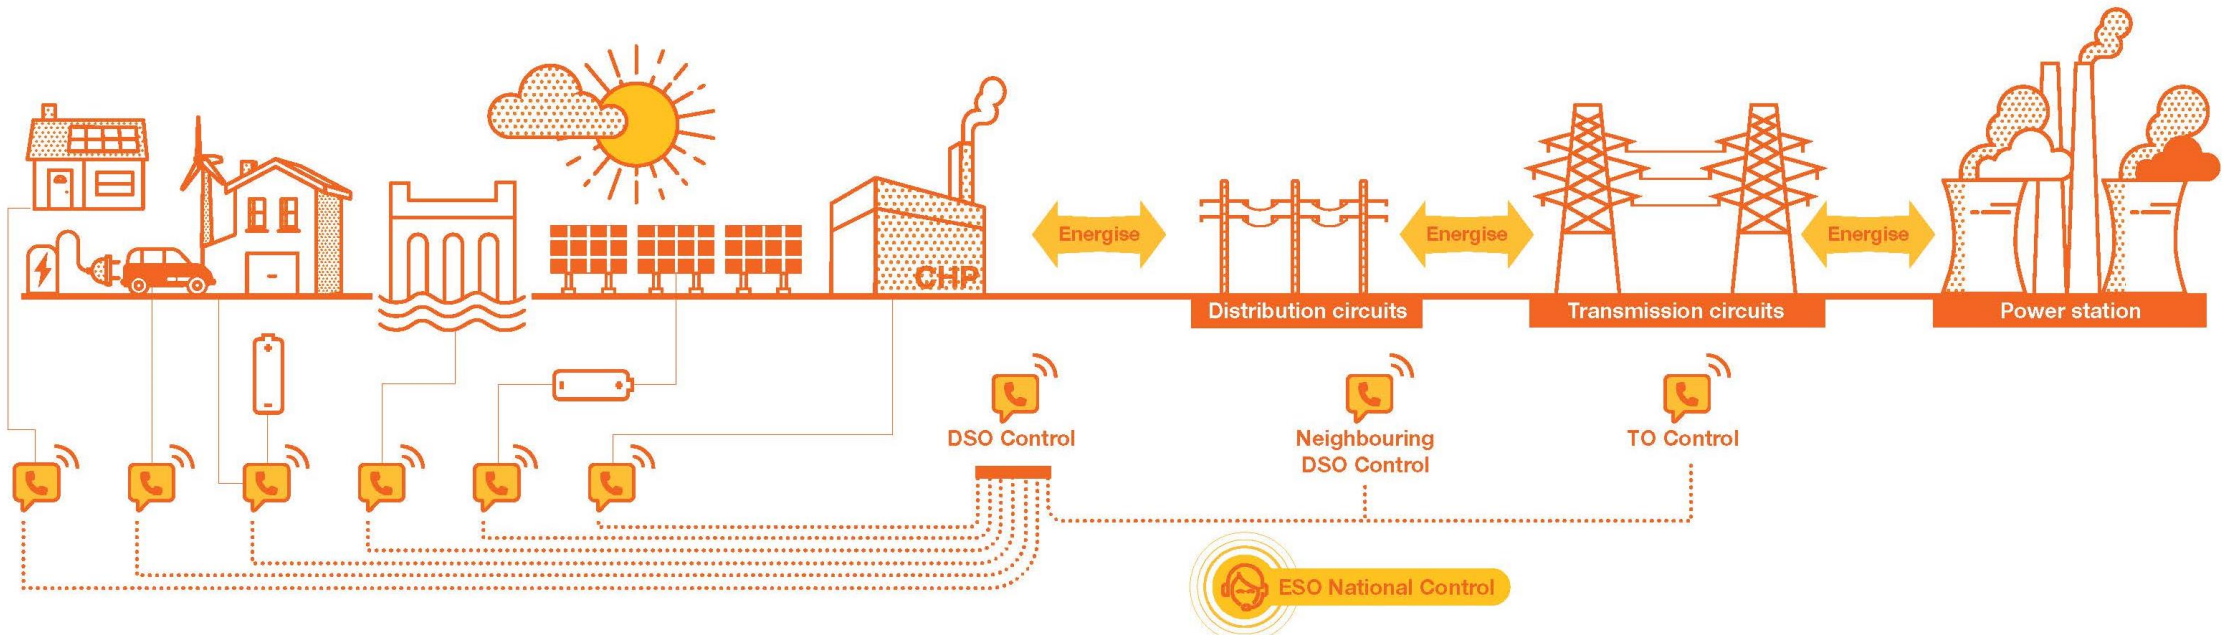 CHP
Energise
Energise
Energise
Distribution circuits
Transmission circuits
Power station
DSO Control
Neighbouring
DSO Control
TO Control
ESO National Control